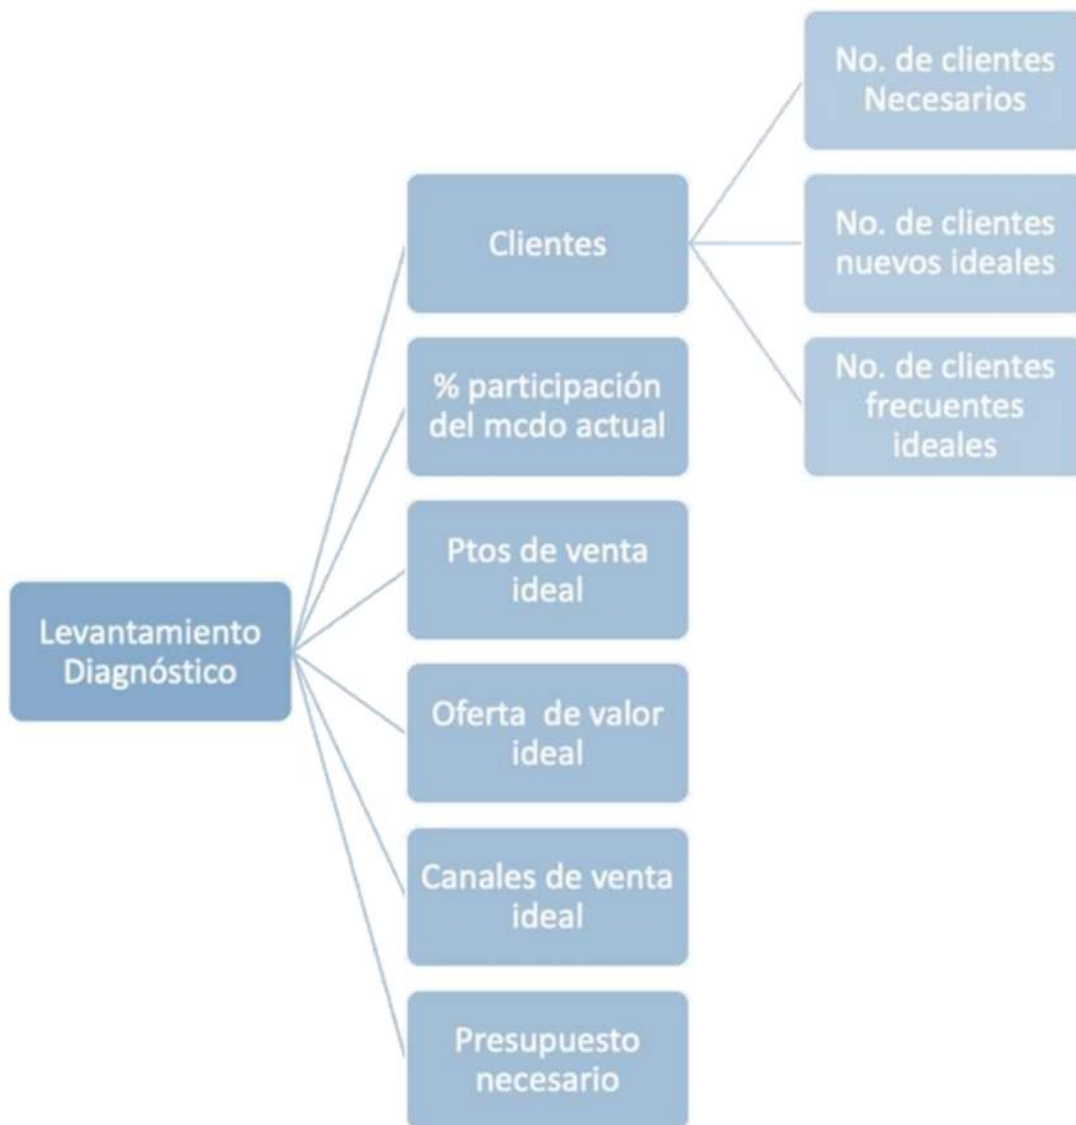 No. de clientes
Necesarios
Clientes
No. de clientes
nuevos ideales
No. de clientes
frecuentes
ideales
% participación
del mcdo actual
Ptos de venta
ideal
Levantamiento
Diagnóstico
Oferta de valor
ideal
Canales de venta
ideal
Presupuesto
necesario